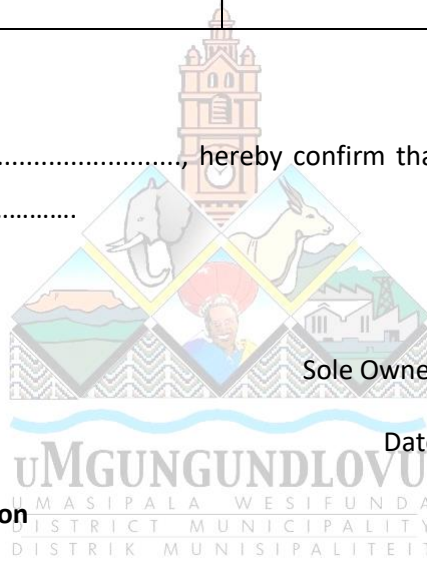 ............................, hereby confirm tha
..............
Sole Owne
Dat
uMGUNGUNDLOVU
UMASIPALA WESIFUNDA
on
DISTRICT MUNICIPALITY
DISTRIK MUNISIPALITEIT